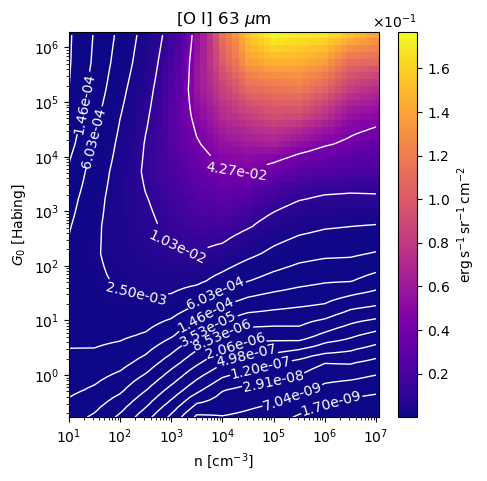 [O I] 63 μm
×10⁻¹
10⁶
10⁵
10⁴
10³
10²
10¹
10⁰
G₀ [Habing]
1.46e-04
6.03e-04
4.27e-02
1.03e-02
2.50e-03
6.03e-04
1.46e-04
3.53e-05
8.53e-06
2.06e-06
4.98e-07
1.20e-07
2.91e-08
7.04e-09
1.70e-09
10¹ 10² 10³ 10⁴ 10⁵ 10⁶ 10⁷
n [cm⁻³]
1.6
1.4
1.2
1.0
0.8
0.6
0.4
0.2
erg s⁻¹ sr⁻¹ cm⁻²